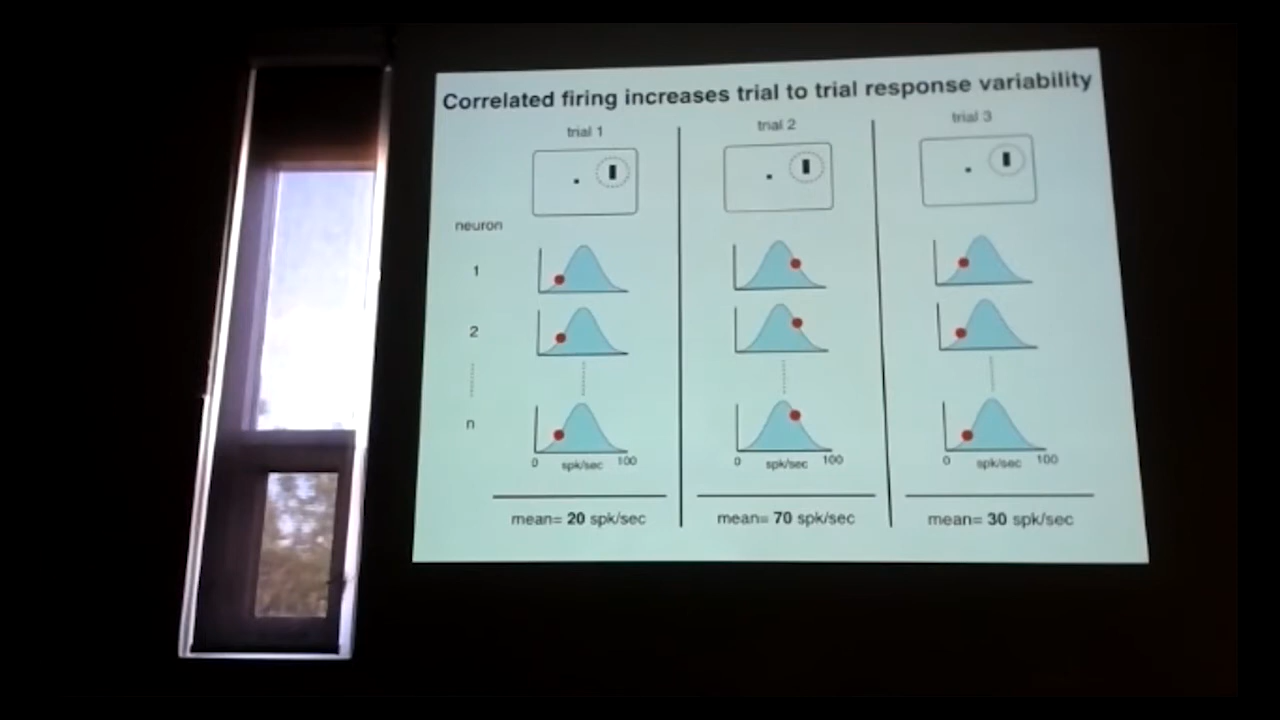 Correlated firing increases trial to trial response variability
trial 1
trial 2
trial 3
neuron
1
2
n
0 spk/sec 100
0 spk/sec 100
0 spk/sec 100
mean= 20 spk/sec
mean= 70 spk/sec
mean= 30 spk/sec